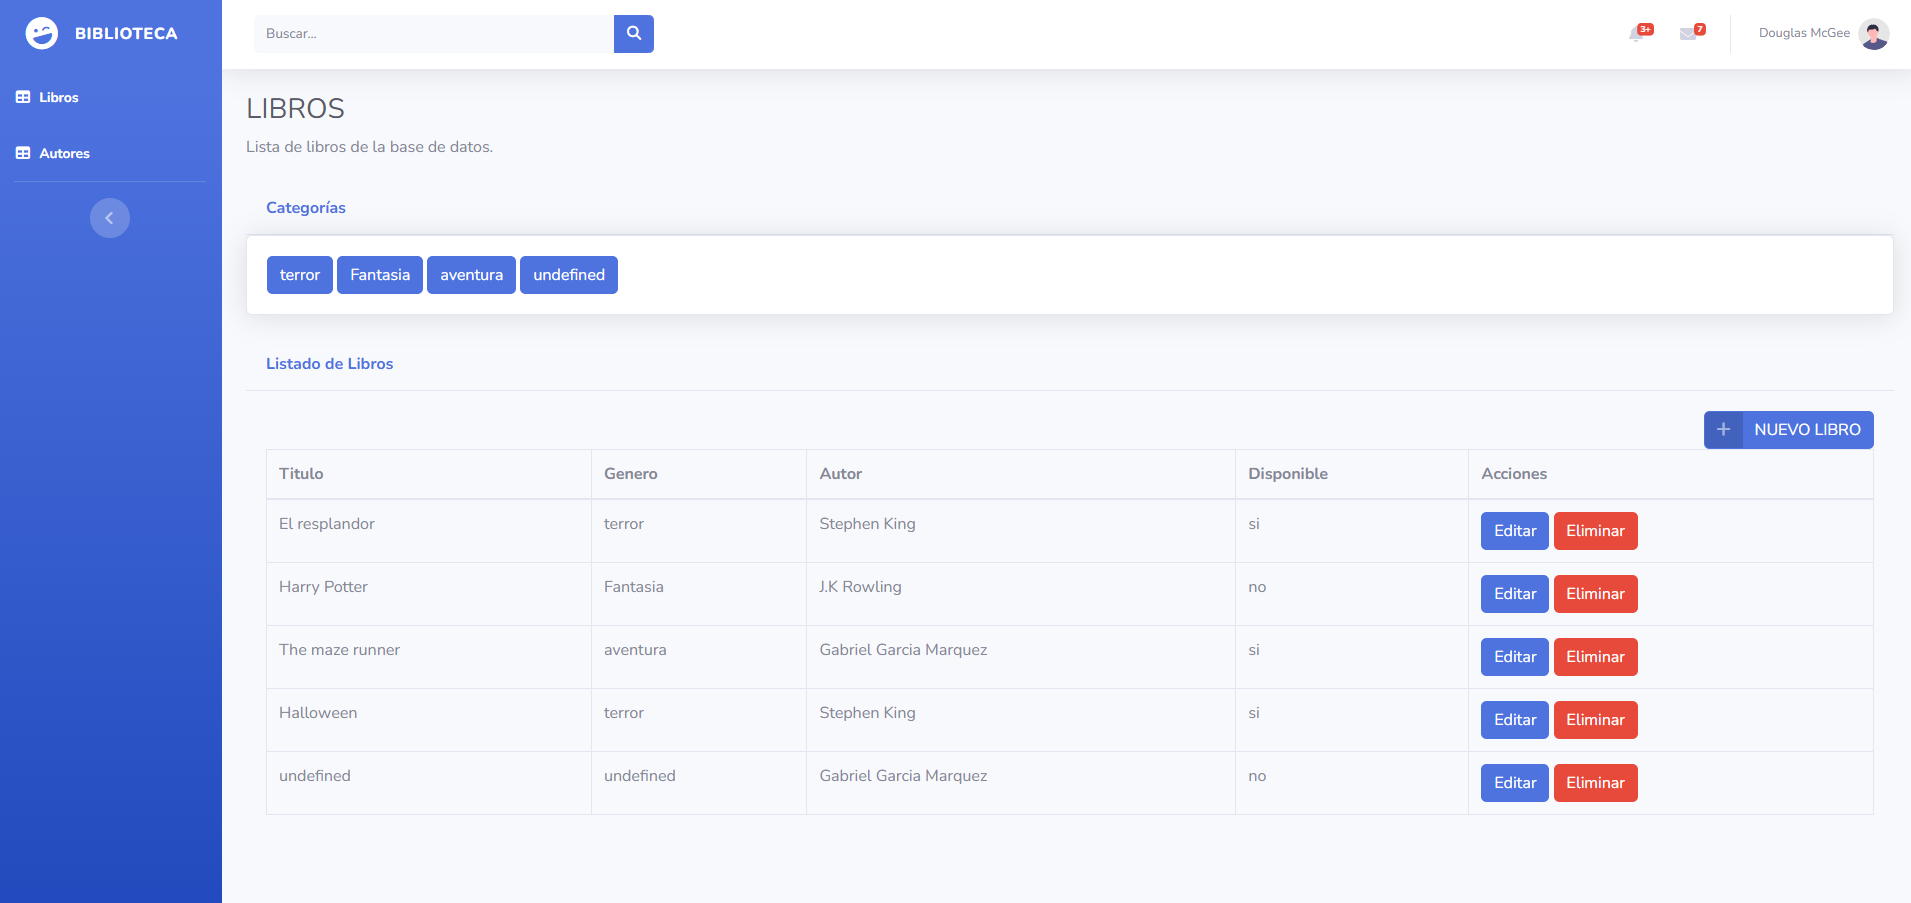 BIBLIOTECA
Buscar...
3+
7
Douglas McGee
Libros
Autores
LIBROS
Lista de libros de la base de datos.
Categorías
terror Fantasia aventura undefined
Listado de Libros
+ NUEVO LIBRO
Titulo Genero Autor Disponible Acciones
El resplandor terror Stephen King si Editar Eliminar
Harry Potter Fantasia J.K Rowling no Editar Eliminar
The maze runner aventura Gabriel Garcia Marquez si Editar Eliminar
Halloween terror Stephen King si Editar Eliminar
undefined undefined Gabriel Garcia Marquez no Editar Eliminar